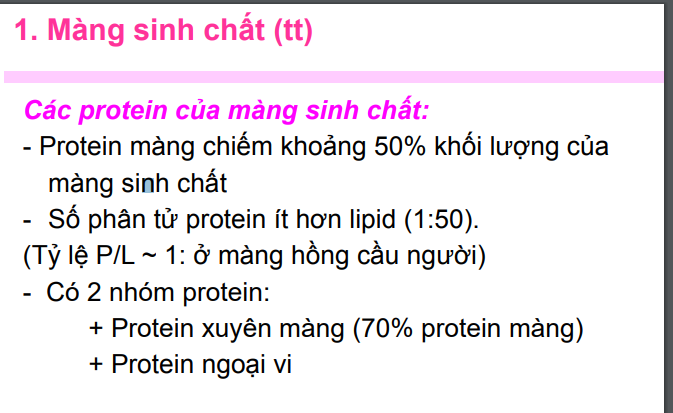 1. Màng sinh chất (tt)
Các protein của màng sinh chất:
- Protein màng chiếm khoảng 50% khối lượng của
màng sinh chất
- Số phân tử protein ít hơn lipid (1:50).
(Tỷ lệ P/L ~ 1: ở màng hồng cầu người)
- Có 2 nhóm protein:
+ Protein xuyên màng (70% protein màng)
+ Protein ngoại vi